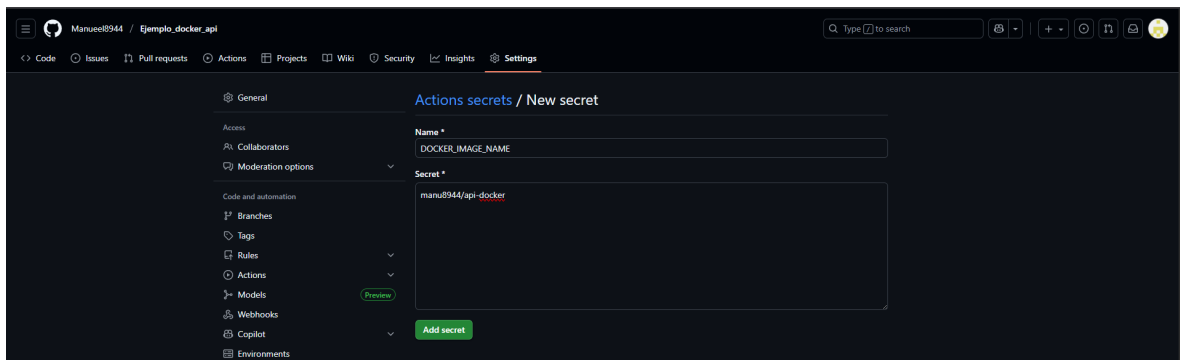 Manueel8944 / Ejemplo_docker_api
Type / to search
Code Issues Pull requests Actions Projects Wiki Security Insights Settings
General
Access
Collaborators
Moderation options
Code and automation
Branches
Tags
Rules
Actions
Models Preview
Webhooks
Copilot
Environments
Actions secrets / New secret
Name *
DOCKER_IMAGE_NAME
Secret *
manu8944/api-docker
Add secret